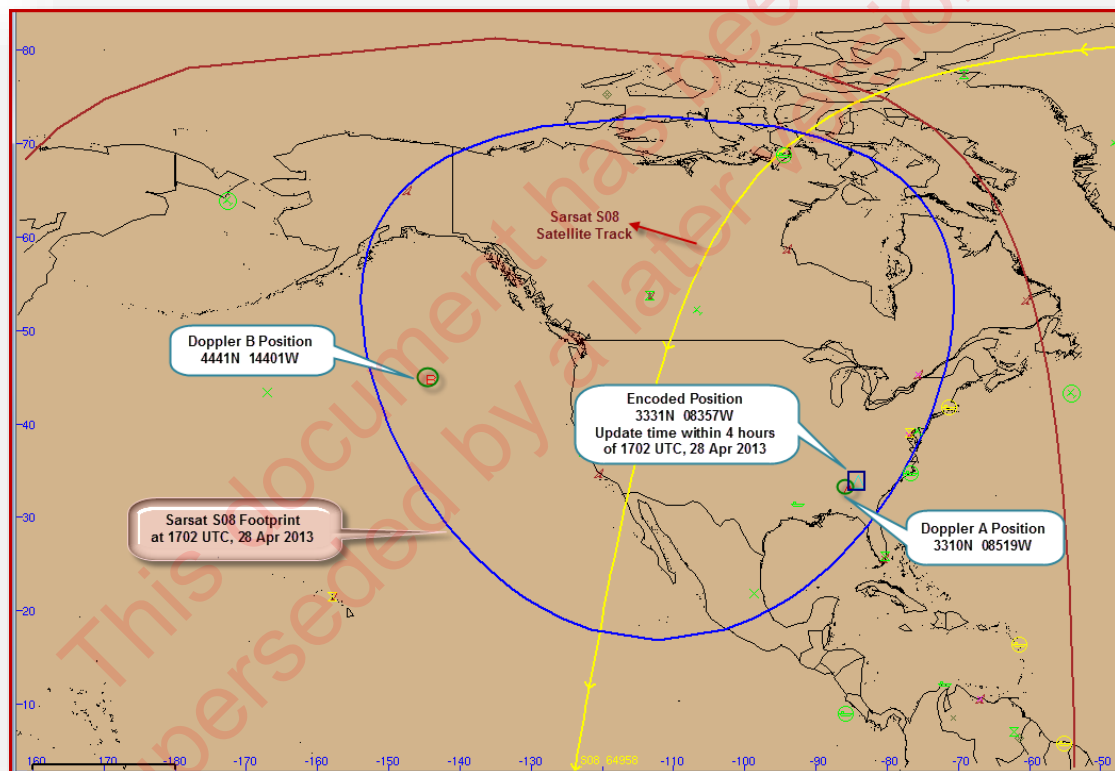 80
70
60
50
40
30
20
10
Sarsat S08
Satellite Track
Doppler B Position
4441N 14401W
Encoded Position
3331N 08357W
Update time within 4 hours
of 1702 UTC, 28 Apr 2013
Sarsat S08 Footprint
at 1702 UTC, 28 Apr 2013
Doppler A Position
3310N 08519W
This document has been
superseded by a later version
160 -170 -180 -170 -160 -150 -140 -130 -120 -110 -100 -90 -80 -70 -60 -50
S08 64958